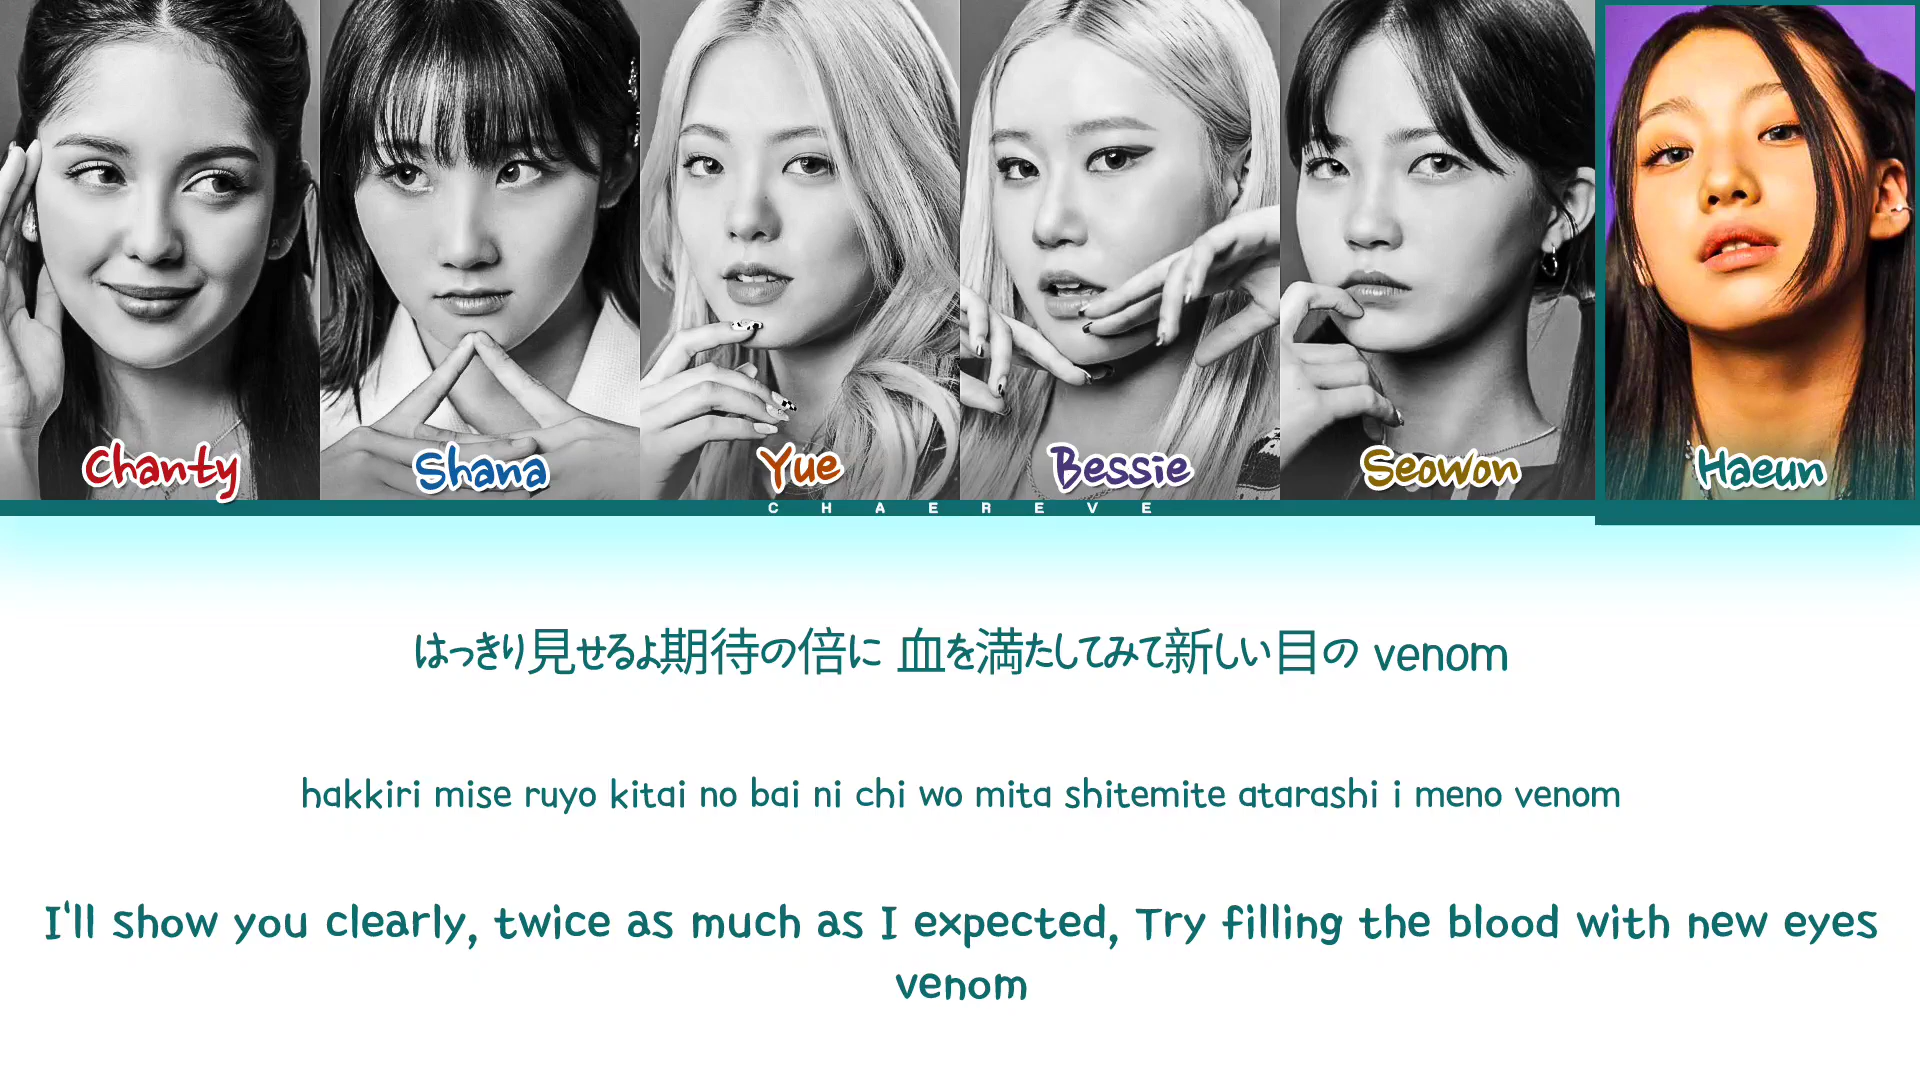 Chanty
Shana
Yue
Bessie
Seowon
Haeun
CHAEREVE
はっきり見せるよ期待の倍に 血を満たしてみて新しい目の venom
hakkiri mise ruyo kitai no bai ni chi wo mita shitemite atarashi i meno venom
I'll show you clearly, twice as much as I expected, Try filling the blood with new eyes
venom